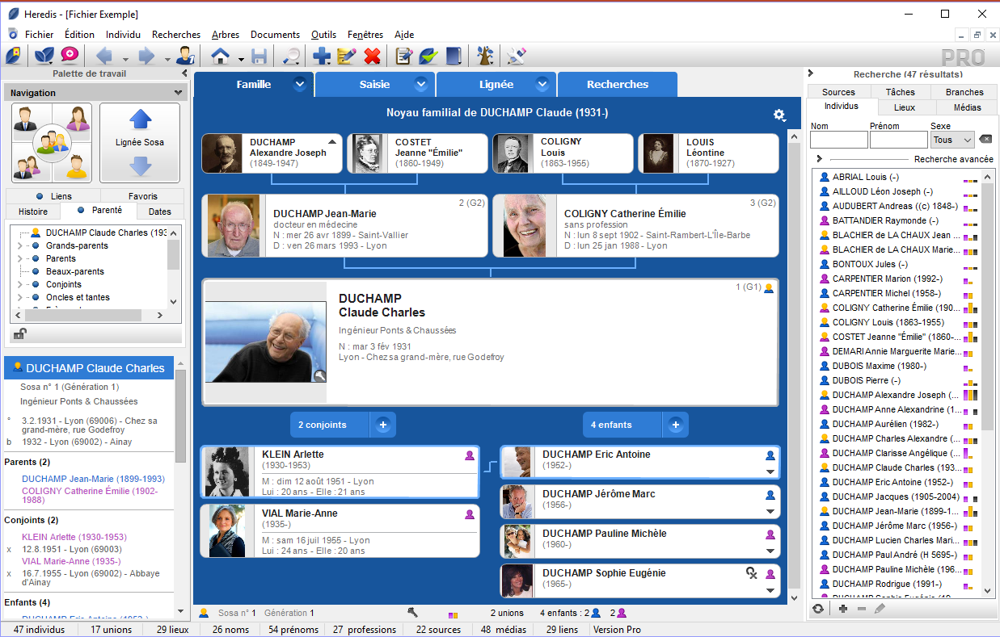 Heredis - [Fichier Exemple]
Fichier Édition Individu Recherches Arbres Documents Outils Fenêtres Aide
PRO
Palette de travail
Navigation
Lignée Sosa
Liens Favoris
Histoire Parenté Dates
DUCHAMP Claude Charles (193
Grands-parents
Parents
Beaux-parents
Conjoints
Oncles et tantes
DUCHAMP Claude Charles
Sosa n° 1 (Génération 1)
Ingénieur Ponts & Chaussées
° 3.2.1931 - Lyon (69006) - Chez sa
grand-mère, rue Godefroy
b 1932 - Lyon (69002) - Ainay
Parents (2)
DUCHAMP Jean-Marie (1899-1993)
COLIGNY Catherine Émilie (1902-
1988)
Conjoints (2)
KLEIN Arlette (1930-1953)
x 12.8.1951 - Lyon (69003)
VIAL Marie-Anne (1935-)
x 16.7.1955 - Lyon (69002) - Abbaye
d'Ainay
Enfants (4)
DUCHAMP Eric Antoine (1952-)
Famille Saisie Lignée Recherches
Noyau familial de DUCHAMP Claude (1931-)
DUCHAMP
Alexandre Joseph
(1849-1947)
COSTET
Jeanne "Émilie"
(1860-1949)
COLIGNY
Louis
(1863-1955)
LOUIS
Léontine
(1870-1927)
2 (G2)
DUCHAMP Jean-Marie
docteur en médecine
N : mer 26 avr 1899 - Saint-Vallier
D : ven 26 mars 1993 - Lyon
3 (G2)
COLIGNY Catherine Émilie
sans profession
N : lun 8 sept 1902 - Saint-Rambert-L'Île-Barbe
D : lun 25 jan 1988 - Lyon
1 (G1)
DUCHAMP
Claude Charles
Ingénieur Ponts & Chaussées
N : mar 3 fév 1931
Lyon - Chez sa grand-mère, rue Godefroy
2 conjoints +
4 enfants +
KLEIN Arlette
(1930-1953)
M : dim 12 août 1951 - Lyon
Lui : 20 ans - Elle : 21 ans
VIAL Marie-Anne
(1935-)
M : sam 16 juil 1955 - Lyon
Lui : 24 ans - Elle : 20 ans
DUCHAMP Eric Antoine
(1952-)
DUCHAMP Jérôme Marc
(1956-)
DUCHAMP Pauline Michèle
(1960-)
DUCHAMP Sophie Eugénie
(1965-)
Sosa n° 1 Génération 1 2 unions 4 enfants : 2 2
Recherche (47 résultats)
Sources Tâches Branches
Individus Lieux Médias
Nom Prénom Sexe
Tous
Recherche avancée
ABRIAL Louis (-)
AILLOUD Léon Joseph (-)
AUDUBERT Andreas ((c) 1848-)
BATTANDIER Raymonde (-)
BLACHIER de LA CHAUX Jean ...
BLACHIER de LA CHAUX Marie...
BONTOUX Jules (-)
CARPENTIER Marion (1992-)
CARPENTIER Michel (1958-)
COLIGNY Catherine Émilie (190...
COLIGNY Louis (1863-1955)
COSTET Jeanne "Émilie" (1860-...
DEMARI Annie Marguerite Marie...
DUBOIS Maxime (1980-)
DUBOIS Pierre (-)
DUCHAMP Alexandre Joseph (...
DUCHAMP Anne Alexandrine (1...
DUCHAMP Aurélien (1982-)
DUCHAMP Charles Alexandre (...
DUCHAMP Clarisse Angélique (...
DUCHAMP Claude Charles (193...
DUCHAMP Eric Antoine (1952-)
DUCHAMP Jacques (1905-2004)
DUCHAMP Jean-Marie (1899-1...
DUCHAMP Jérôme Marc (1956-)
DUCHAMP Lucien Charles Mari...
DUCHAMP Paul André (H 5695-)
DUCHAMP Pauline Michèle (196...
DUCHAMP Rodrigue (1991-)
DUCHAMP Sophie Eugénie (19...
47 individus 17 unions 29 lieux 26 noms 54 prénoms 27 professions 22 sources 48 médias 29 liens Version Pro